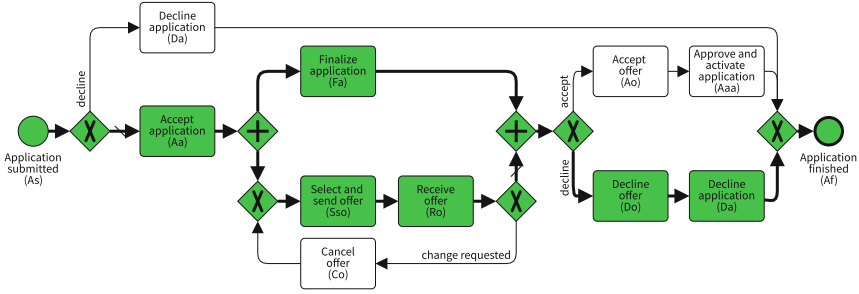 Decline
application
(Da)
decline
Application
submitted
(As)
Accept
application
(Aa)
Finalize
application
(Fa)
Select and
send offer
(Sso)
Receive
offer
(Ro)
Cancel
offer
(Co)
change requested
accept
decline
Accept
offer
(Ao)
Approve and
activate
application
(Aaa)
Decline
offer
(Do)
Decline
application
(Da)
Application
finished
(Af)